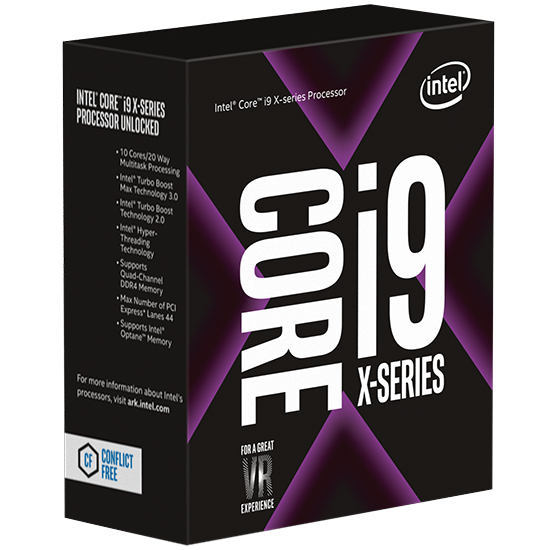 INTEL® CORE™ i9 X-SERIES
PROCESSOR UNLOCKED
• 10 Cores/20 Way
Multitask Processing
• Intel® Turbo Boost
Max Technology 3.0
• Intel® Turbo Boost
Technology 2.0
• Intel® Hyper-
Threading
Technology
• Supports
Quad-Channel
DDR4 Memory
• Max Number of PCI
Express® Lanes 44
• Supports Intel®
Optane™ Memory
For more information about Intel's
processors, visit ark.intel.com
CF CONFLICT
FREE
intel®
Intel® Core™ i9 X-series Processor
CORE i9
X-SERIES
FOR A GREAT
VR
EXPERIENCE